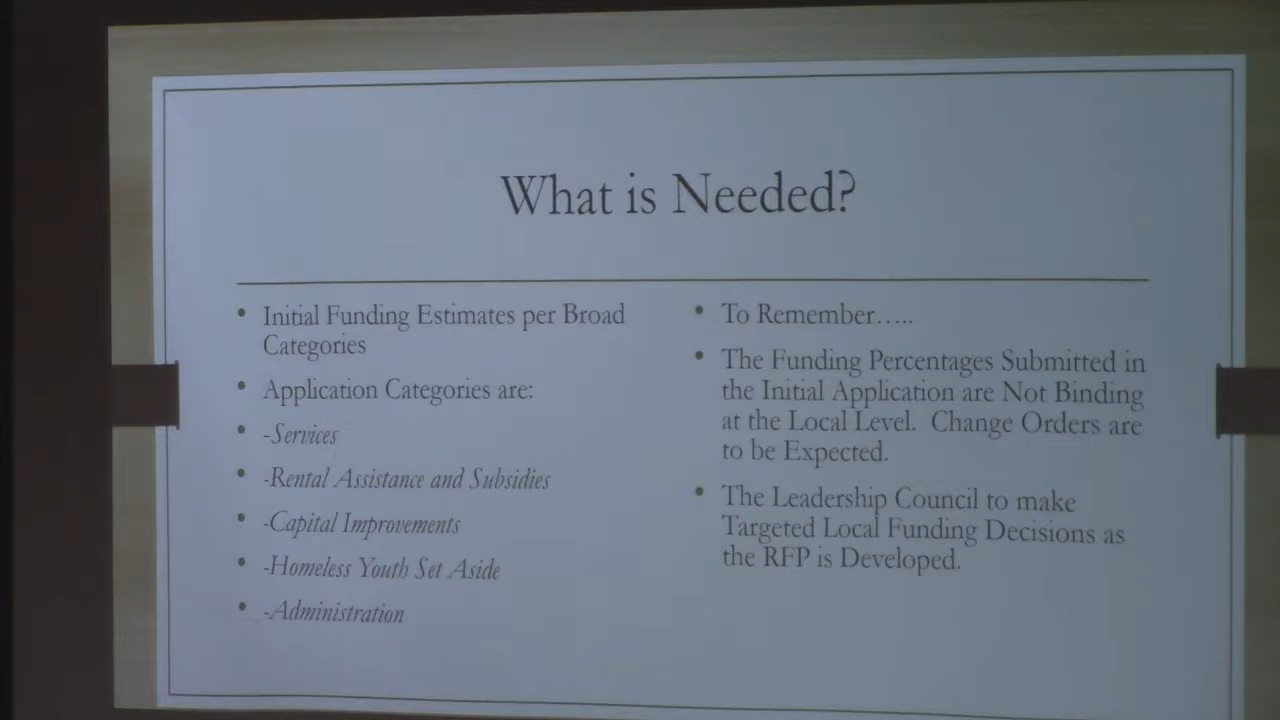 What is Needed?
• Initial Funding Estimates per Broad
Categories
• Application Categories are:
• -Services
• -Rental Assistance and Subsidies
• -Capital Improvements
• -Homeless Youth Set Aside
• -Administration
• To Remember…..
• The Funding Percentages Submitted in
the Initial Application are Not Binding
at the Local Level.  Change Orders are
to be Expected.
• The Leadership Council to make
Targeted Local Funding Decisions as
the RFP is Developed.